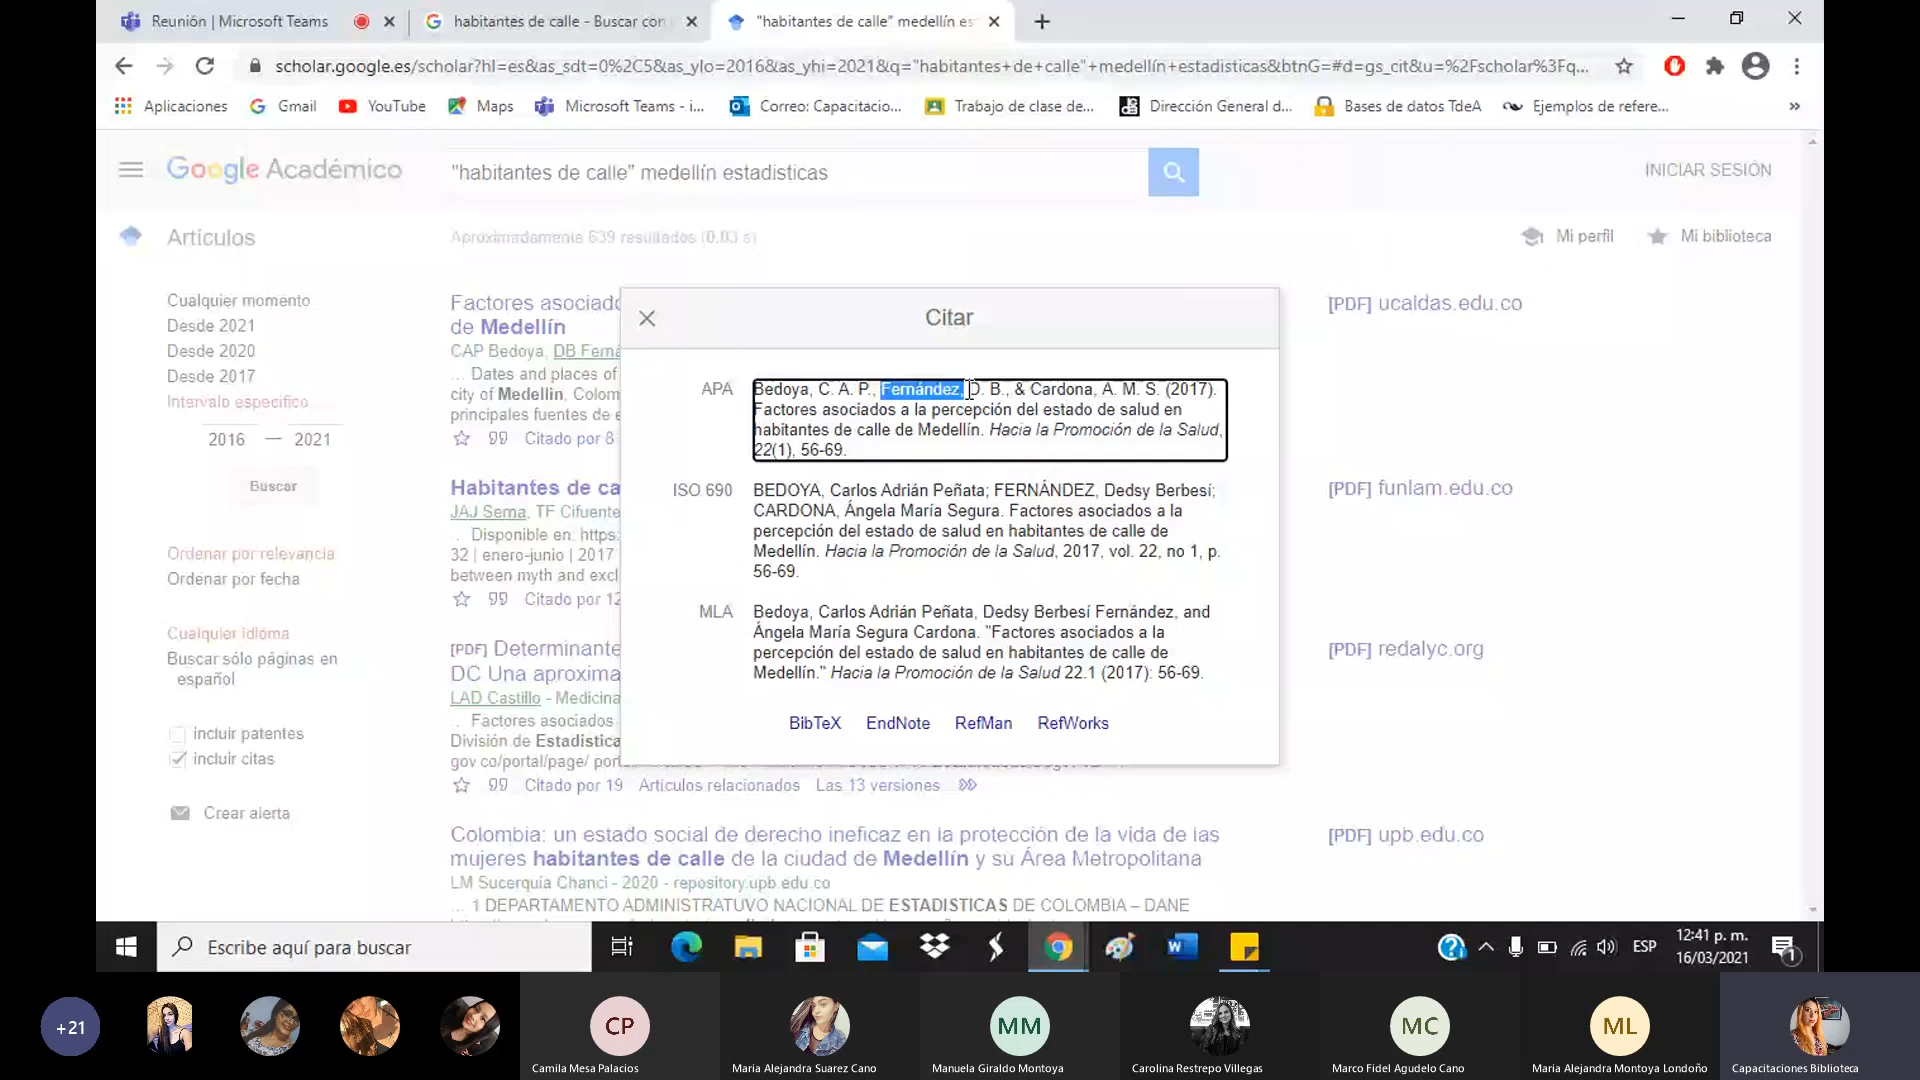 Reunión | Microsoft Teams
habitantes de calle - Buscar con
"habitantes de calle" medellín es
scholar.google.es/scholar?hl=es&as_sdt=0%2C5&as_ylo=2016&as_yhi=2021&q="habitantes+de+calle"+medellín+estadisticas&btnG=#d=gs_cit&u=%2Fscholar%3Fq...
Aplicaciones
Gmail
YouTube
Maps
Microsoft Teams - i...
Correo: Capacitacio...
Trabajo de clase de...
Dirección General d...
Bases de datos TdeA
Ejemplos de refere...
»
Google Académico
"habitantes de calle" medellín estadisticas
INICIAR SESIÓN
Artículos
Aproximadamente 639 resultados (0.03 s)
Mi perfil
Mi biblioteca
Cualquier momento
Desde 2021
Desde 2020
Desde 2017
Intervalo específico...
2016 — 2021
Buscar
Ordenar por relevancia
Ordenar por fecha
Cualquier idioma
Buscar sólo páginas en
español
incluir patentes
incluir citas
Crear alerta
Factores asociado
de Medellín
CAP Bedoya, DB Ferná
... Dates and places of
city of Medellin, Colom
principales fuentes de e
Citado por 8
[PDF] ucaldas.edu.co
Habitantes de ca
JAJ Serna, TF Cifuente
... Disponible en: https:
32 | enero-junio | 2017
between myth and excl
Citado por 12
[PDF] funlam.edu.co
[PDF] Determinante
DC Una aproxima
LAD Castillo - Medicina
... Factores asociados
División de Estadística
gov co/portal/page/ port
Citado por 19 Artículos relacionados Las 13 versiones
[PDF] redalyc.org
Colombia: un estado social de derecho ineficaz en la protección de la vida de las
mujeres habitantes de calle de la ciudad de Medellín y su Área Metropolitana
LM Sucerquía Chanci - 2020 - repository.upb.edu.co
... 1 DEPARTAMENTO ADMINISTRATUVO NACIONAL DE ESTADISTICAS DE COLOMBIA – DANE
[PDF] upb.edu.co
Citar
APA
Bedoya, C. A. P., Fernández, D. B., & Cardona, A. M. S. (2017).
Factores asociados a la percepción del estado de salud en
habitantes de calle de Medellín. Hacia la Promoción de la Salud,
22(1), 56-69.
ISO 690
BEDOYA, Carlos Adrián Peñata; FERNÁNDEZ, Dedsy Berbesí;
CARDONA, Ángela María Segura. Factores asociados a la
percepción del estado de salud en habitantes de calle de
Medellín. Hacia la Promoción de la Salud, 2017, vol. 22, no 1, p.
56-69.
MLA
Bedoya, Carlos Adrián Peñata, Dedsy Berbesí Fernández, and
Ángela María Segura Cardona. "Factores asociados a la
percepción del estado de salud en habitantes de calle de
Medellín." Hacia la Promoción de la Salud 22.1 (2017): 56-69.
BibTeX EndNote RefMan RefWorks
Escribe aquí para buscar
ESP
12:41 p. m.
16/03/2021
1
+21
CP
MM
MC
ML
Camila Mesa Palacios
Maria Alejandra Suarez Cano
Manuela Giraldo Montoya
Carolina Restrepo Villegas
Marco Fidel Agudelo Cano
Maria Alejandra Montoya Londoño
Capacitaciones Biblioteca